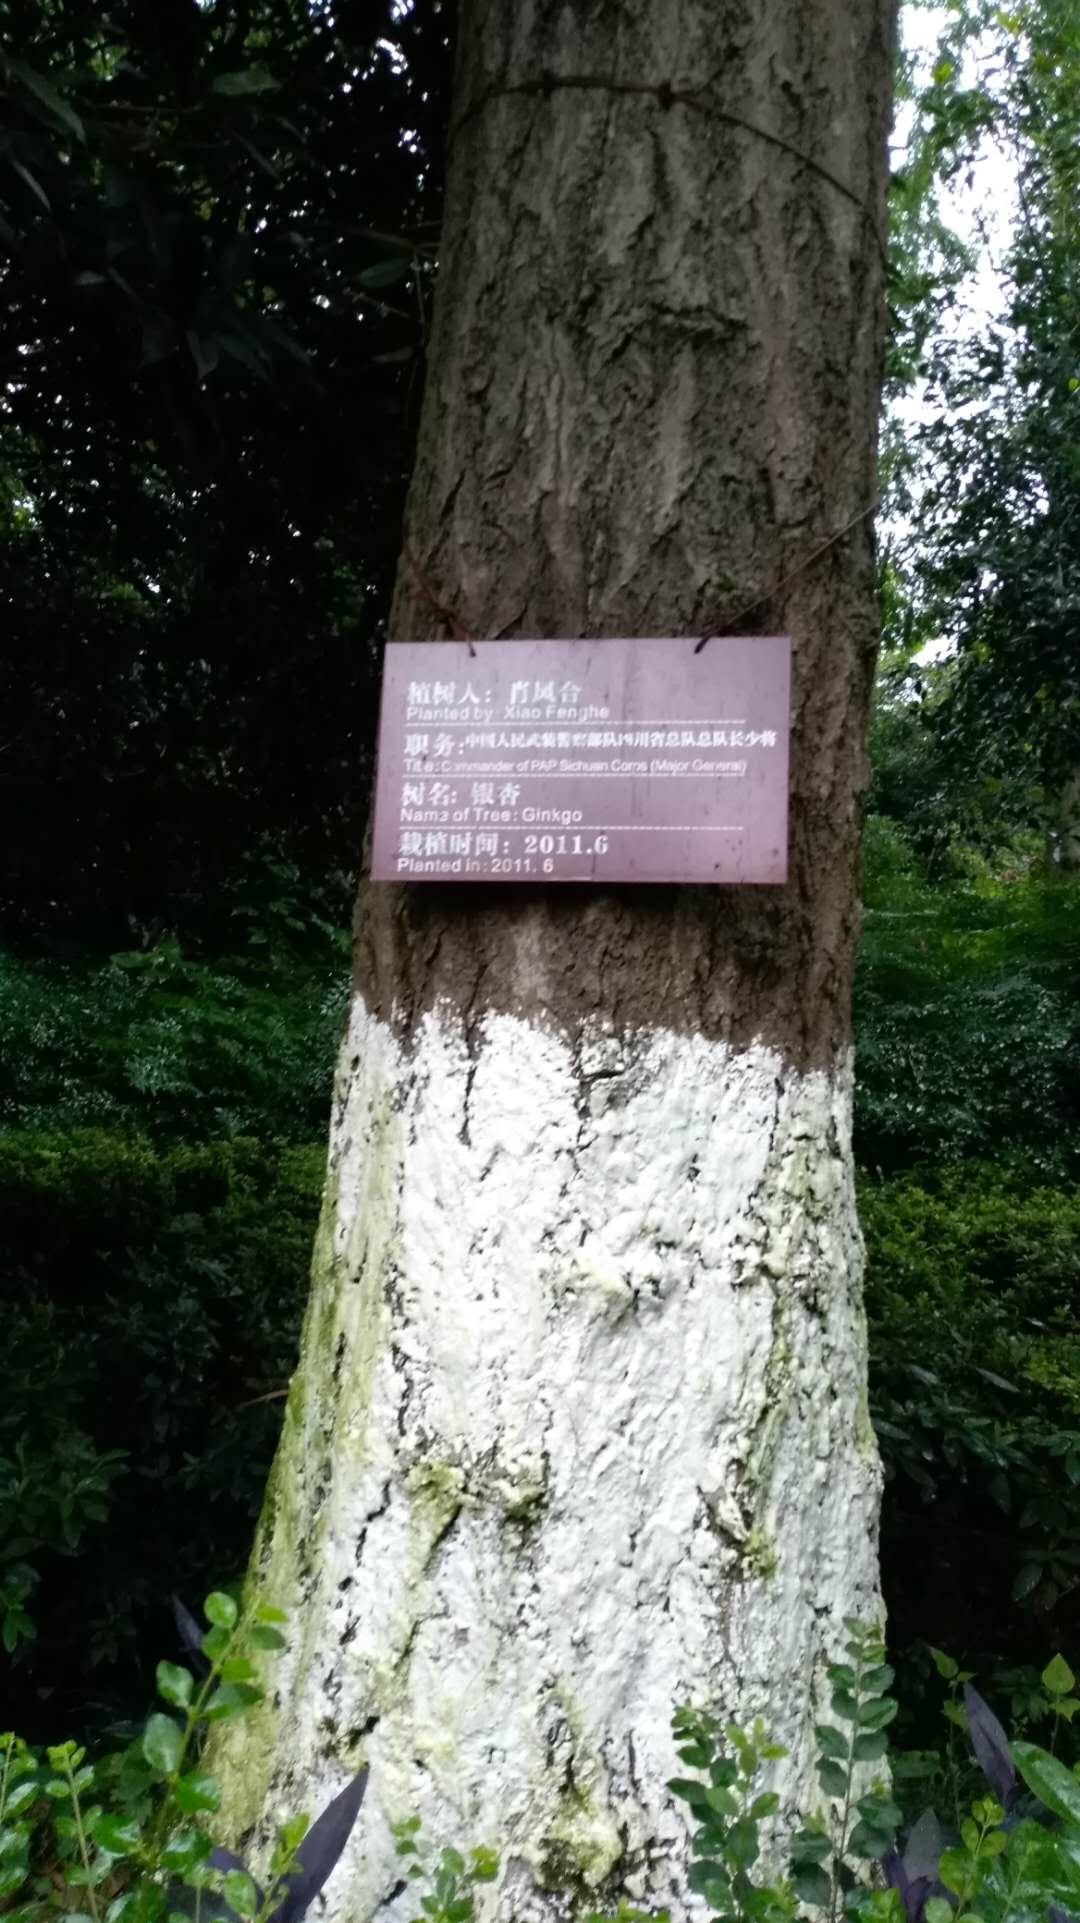 植树人：肖凤合
Planted by: Xiao Fenghe
职务:中国人民武装警察部队四川省总队总队长少将
Title:Commander of PAP Sichuan Corps (Major General)
树名：银杏
Name of Tree: Ginkgo
栽植时间：2011.6
Planted in: 2011. 6